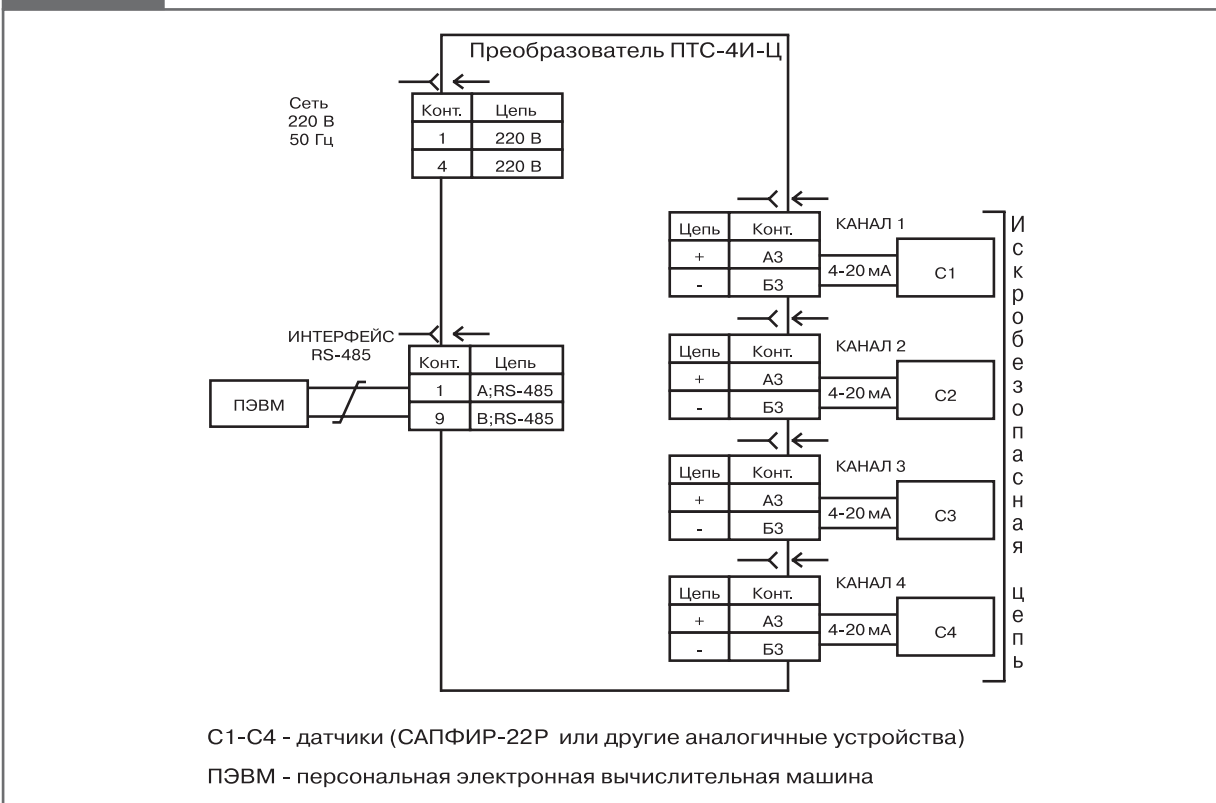 Преобразователь ПТС-4И-Ц
Сеть
220 В
50 Гц
Конт. Цепь
1 220 В
4 220 В
ИНТЕРФЕЙС
RS-485
Конт. Цепь
1 A;RS-485
9 B;RS-485
ПЭВМ
КАНАЛ 1
Цепь Конт.
+ А3
- Б3
4-20 мА
С1
КАНАЛ 2
Цепь Конт.
+ А3
- Б3
4-20 мА
С2
КАНАЛ 3
Цепь Конт.
+ А3
- Б3
4-20 мА
С3
КАНАЛ 4
Цепь Конт.
+ А3
- Б3
4-20 мА
С4
Искробезопасная цепь
С1-С4 - датчики (САПФИР-22Р или другие аналогичные устройства)
ПЭВМ - персональная электронная вычислительная машина